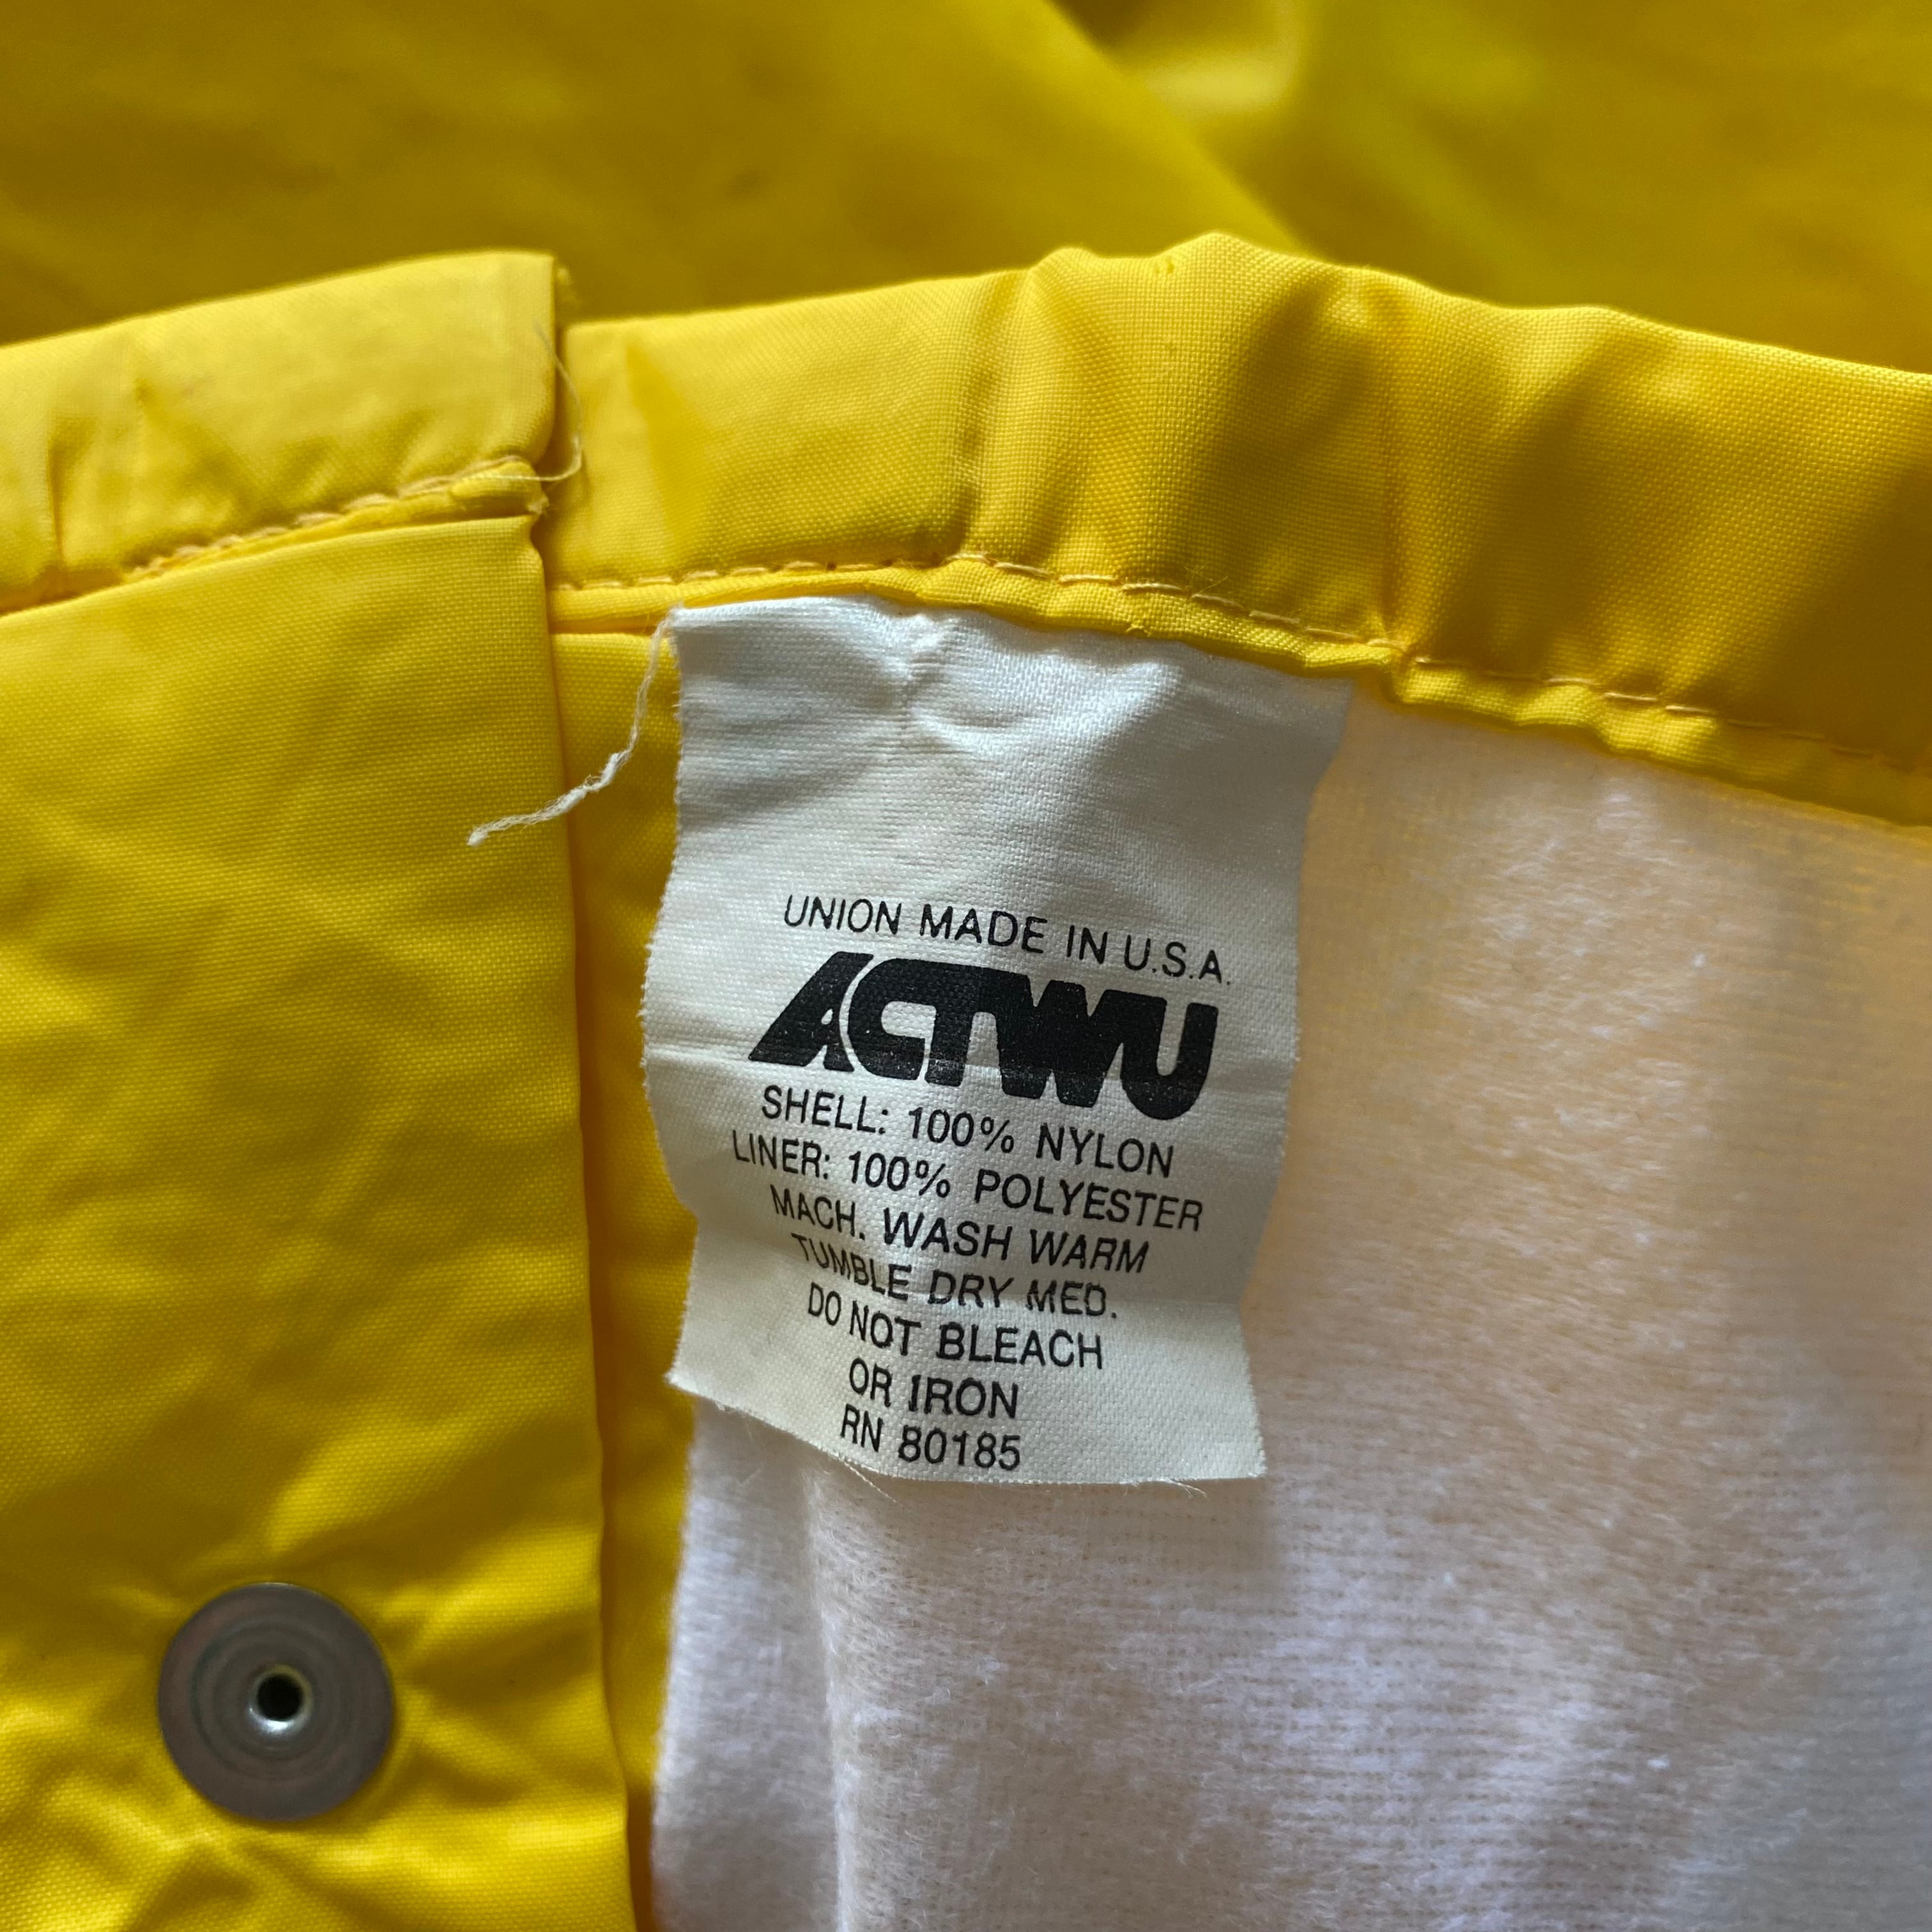 UNION MADE IN U.S.A.
ACTWU
SHELL: 100% NYLON
LINER: 100% POLYESTER
MACH. WASH WARM
TUMBLE DRY MED.
DO NOT BLEACH
OR IRON
RN 80185